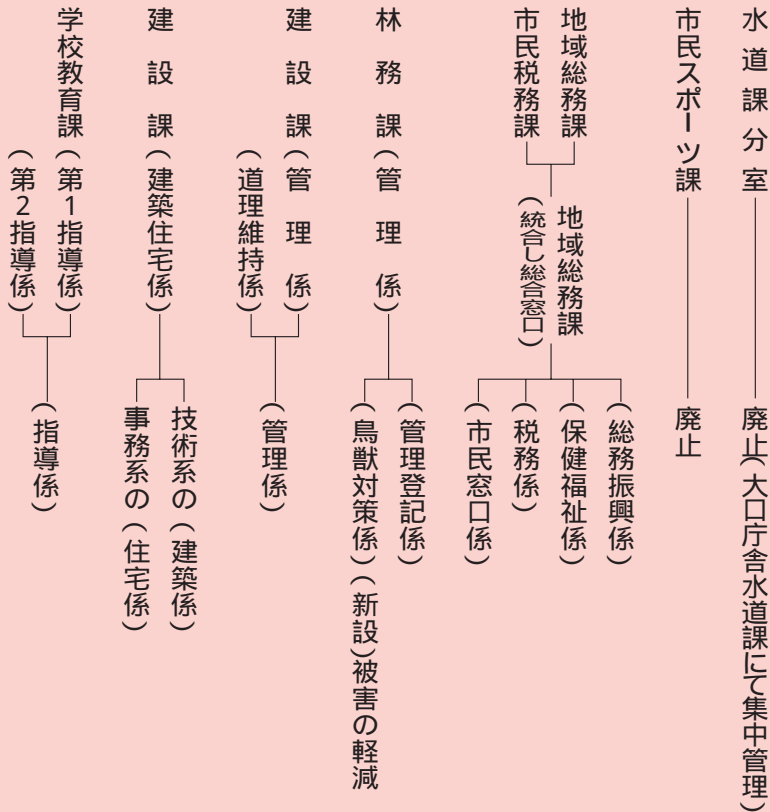 水道課分室
廃止(大口庁舎水道課にて集中管理)
市民スポーツ課
廃止
地域総務課
市民税務課
地域総務課
(統合し総合窓口)
(総務振興係)
(保健福祉係)
(税務係)
(市民窓口係)
林務課(管理係)
(管理登記係)
(鳥獣対策係)(新設)被害の軽減
建設課(管理係)
(道理維持係)
(管理係)
建設課(建築住宅係)
技術系の(建築係)
事務系の(住宅係)
学校教育課(第1指導係)
(第2指導係)
(指導係)